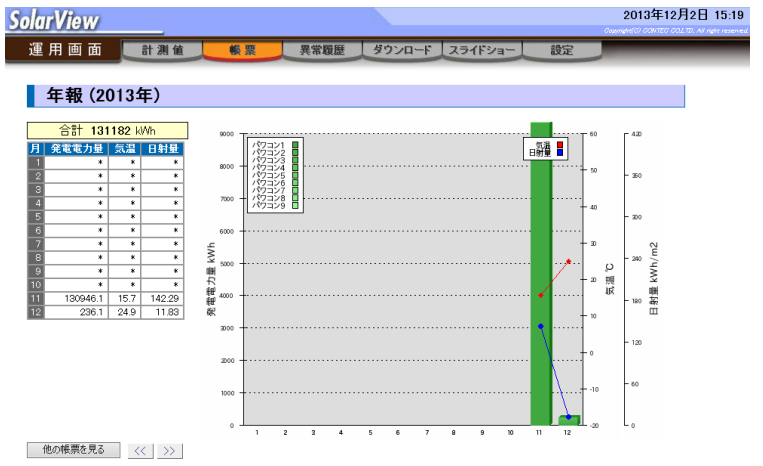 SolarView
2013年12月2日 15:19
Copyright(C) CONTEC CO.,LTD. All right reserved.
運用画面 計測値 帳票 異常履歴 ダウンロード スライドショー 設定
年報 (2013年)
合計 131182 kWh
月 発電電力量 気温 日射量
1 * * *
2 * * *
3 * * *
4 * * *
5 * * *
6 * * *
7 * * *
8 * * *
9 * * *
10 * * *
11 130946.1 15.7 142.29
12 236.1 24.9 11.83
発電電力量 kWh
9000
8000
7000
6000
5000
4000
3000
2000
1000
0
パワコン1
パワコン2
パワコン3
パワコン4
パワコン5
パワコン6
パワコン7
パワコン8
パワコン9
気温
日射量
60
50
40
30
20
10
0
-10
-20
気温 ℃
420
360
300
240
180
120
60
0
日射量 kWh/m2
1 2 3 4 5 6 7 8 9 10 11 12
他の帳票を見る << >>